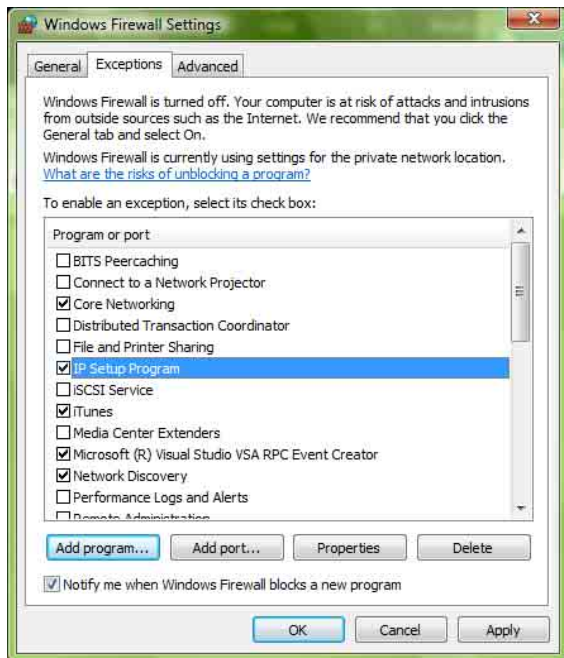 Windows Firewall Settings
General Exceptions Advanced
Windows Firewall is turned off. Your computer is at risk of attacks and intrusions
from outside sources such as the Internet. We recommend that you click the
General tab and select On.
Windows Firewall is currently using settings for the private network location.
What are the risks of unblocking a program?
To enable an exception, select its check box:
Program or port
BITS Peercaching
Connect to a Network Projector
Core Networking
Distributed Transaction Coordinator
File and Printer Sharing
IP Setup Program
iSCSI Service
iTunes
Media Center Extenders
Microsoft (R) Visual Studio VSA RPC Event Creator
Network Discovery
Performance Logs and Alerts
Remote Administration
Add program... Add port... Properties Delete
Notify me when Windows Firewall blocks a new program
OK Cancel Apply